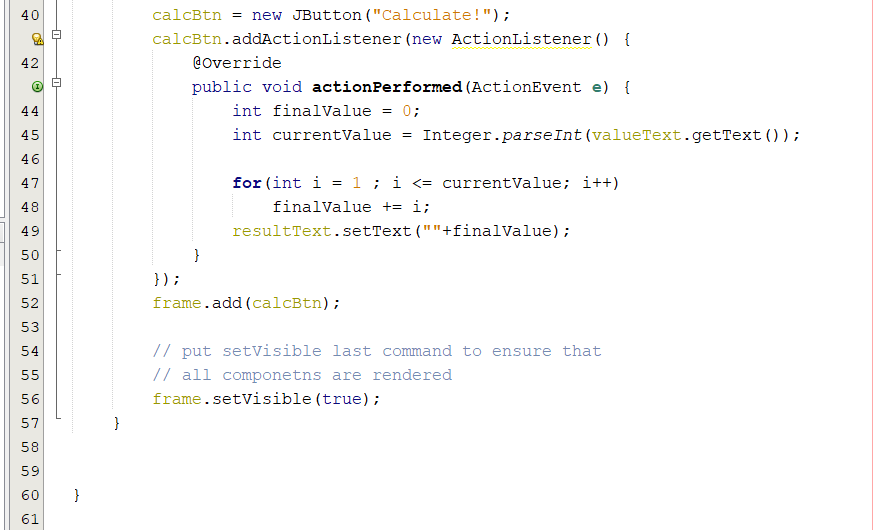 40 calcBtn = new JButton("Calculate!");
calcBtn.addActionListener(new ActionListener() {
42 @Override
public void actionPerformed(ActionEvent e) {
44 int finalValue = 0;
45 int currentValue = Integer.parseInt(valueText.getText());
46
47 for(int i = 1 ; i <= currentValue; i++)
48 finalValue += i;
49 resultText.setText(""+finalValue);
50 }
51 });
52 frame.add(calcBtn);
53
54 // put setVisible last command to ensure that
55 // all componetns are rendered
56 frame.setVisible(true);
57 }
58
59
60 }
61